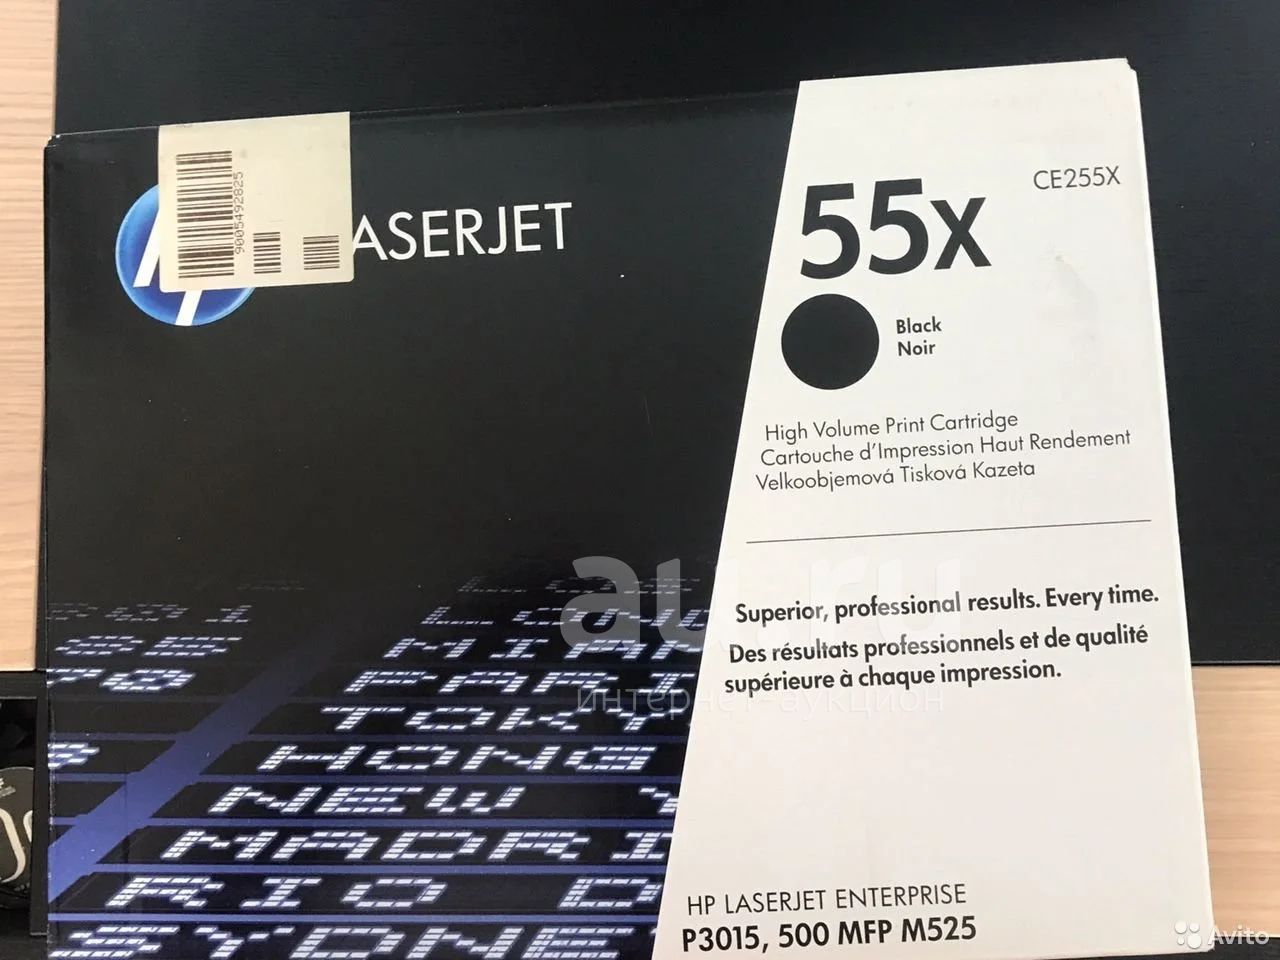 9005492825
ASERJET
55X
CE255X
Black
Noir
High Volume Print Cartridge
Cartouche d'Impression Haut Rendement
Velkoobjemová Tisková Kazeta
Superior, professional results. Every time.
Des résultats professionnels et de qualité
supérieure à chaque impression.
au.ru
интернет-аукцион
MIAM
PARI
TOKY
HONG
NEW Y
MADRI
RIO D
SYDNE
HP LASERJET ENTERPRISE
P3015, 500 MFP M525
Avito